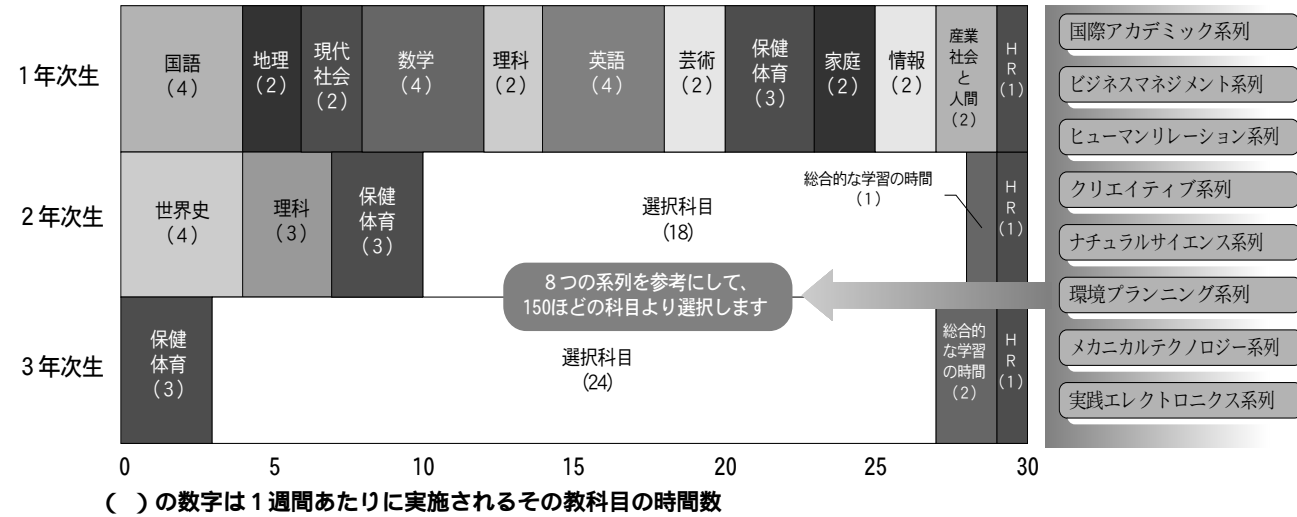 1年次生
国語
(4)
地理
(2)
現代
社会
(2)
数学
(4)
理科
(2)
英語
(4)
芸術
(2)
保健
体育
(3)
家庭
(2)
情報
(2)
産業
社会
と
人間
(2)
H
R
(1)
2年次生
世界史
(4)
理科
(3)
保健
体育
(3)
選択科目
(18)
総合的な学習の時間
(1)
H
R
(1)
8つの系列を参考にして、
150ほどの科目より選択します
3年次生
保健
体育
(3)
選択科目
(24)
総合的
な学習
の時間
(2)
H
R
(1)
0 5 10 15 20 25 30
( )の数字は1週間あたりに実施されるその教科目の時間数
国際アカデミック系列
ビジネスマネジメント系列
ヒューマンリレーション系列
クリエイティブ系列
ナチュラルサイエンス系列
環境プランニング系列
メカニカルテクノロジー系列
実践エレクトロニクス系列